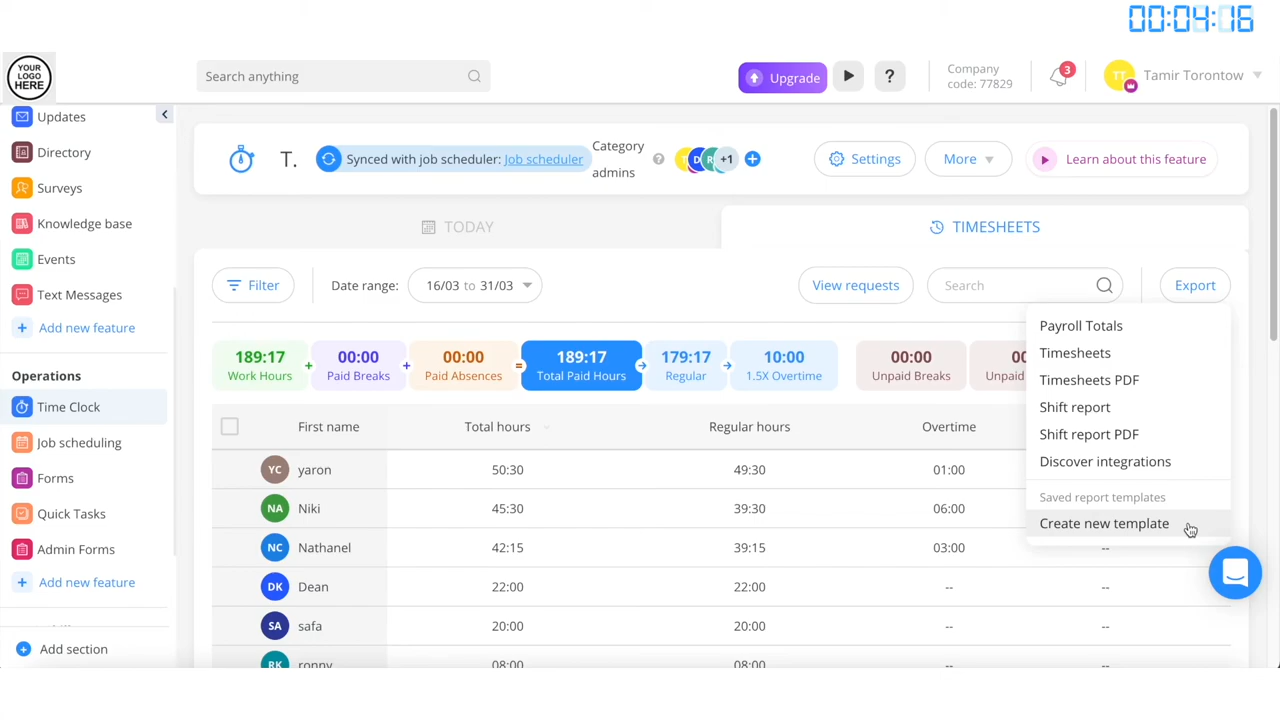 00:04:16
YOUR
LOGO
HERE
Search anything
Upgrade
?
Company
code: 77829
3
TT
Tamir Torontow
Updates
Directory
Surveys
Knowledge base
Events
Text Messages
+ Add new feature
Operations
Time Clock
Job scheduling
Forms
Quick Tasks
Admin Forms
+ Add new feature
Add section
T.
Synced with job scheduler: Job scheduler
Category
admins
?
T D R +1
Settings
More
Learn about this feature
TODAY
TIMESHEETS
Filter
Date range:
16/03 to 31/03
View requests
Search
Export
189:17
Work Hours
+
00:00
Paid Breaks
+
00:00
Paid Absences
=
189:17
Total Paid Hours
179:17
Regular
10:00
1.5X Overtime
00:00
Unpaid Breaks
Unpaid
First name Total hours Regular hours Overtime
YC yaron 50:30 49:30 01:00
NA Niki 45:30 39:30 06:00
NC Nathanel 42:15 39:15 03:00 --
DK Dean 22:00 22:00 -- --
SA safa 20:00 20:00 -- --
RK ronny 08:00 08:00 -- --
Payroll Totals
Timesheets
Timesheets PDF
Shift report
Shift report PDF
Discover integrations
Saved report templates
Create new template